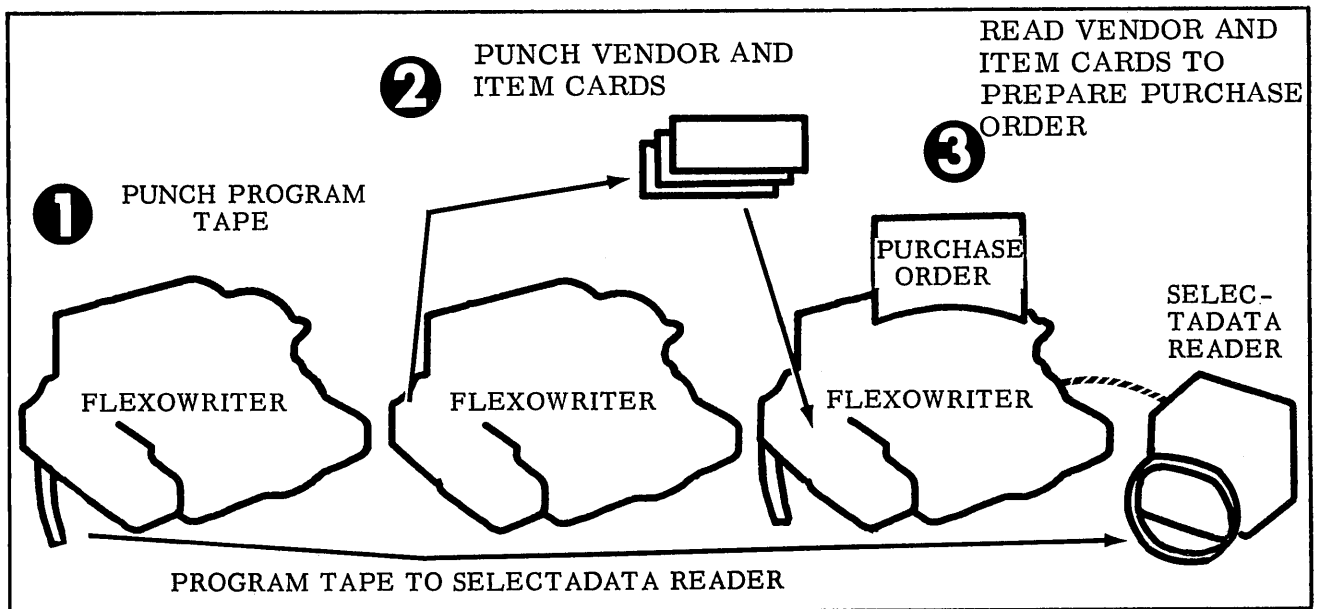 1
PUNCH PROGRAM
TAPE
FLEXOWRITER
2
PUNCH VENDOR AND
ITEM CARDS
FLEXOWRITER
3
READ VENDOR AND
ITEM CARDS TO
PREPARE PURCHASE
ORDER
PURCHASE
ORDER
FLEXOWRITER
SELEC-
TADATA
READER
PROGRAM TAPE TO SELECTADATA READER